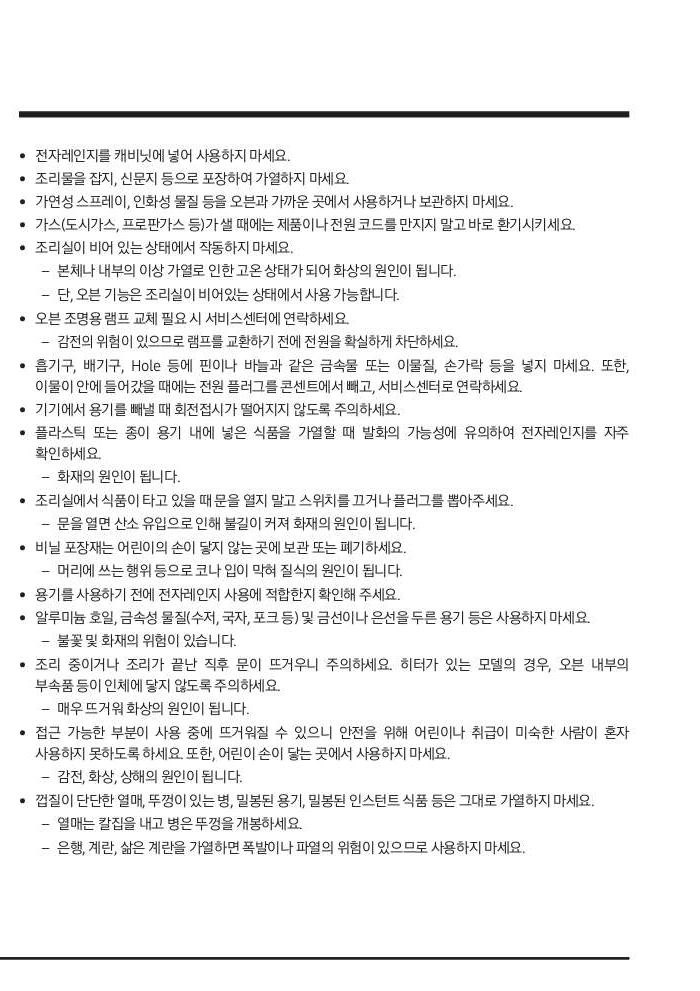 • 전자레인지를 캐비닛에 넣어 사용하지 마세요.
• 조리물을 잡지, 신문지 등으로 포장하여 가열하지 마세요.
• 가연성 스프레이, 인화성 물질 등을 오븐과 가까운 곳에서 사용하거나 보관하지 마세요.
• 가스(도시가스, 프로판가스 등)가 샐 때에는 제품이나 전원 코드를 만지지 말고 바로 환기시키세요.
• 조리실이 비어 있는 상태에서 작동하지 마세요.
– 본체나 내부의 이상 가열로 인한 고온 상태가 되어 화상의 원인이 됩니다.
– 단, 오븐 기능은 조리실이 비어있는 상태에서 사용 가능합니다.
• 오븐 조명용 램프 교체 필요 시 서비스센터에 연락하세요.
– 감전의 위험이 있으므로 램프를 교환하기 전에 전원을 확실하게 차단하세요.
• 흡기구, 배기구, Hole 등에 핀이나 바늘과 같은 금속물 또는 이물질, 손가락 등을 넣지 마세요. 또한,
이물이 안에 들어갔을 때에는 전원 플러그를 콘센트에서 빼고, 서비스센터로 연락하세요.
• 기기에서 용기를 빼낼 때 회전접시가 떨어지지 않도록 주의하세요.
• 플라스틱 또는 종이 용기 내에 넣은 식품을 가열할 때 발화의 가능성에 유의하여 전자레인지를 자주
확인하세요.
– 화재의 원인이 됩니다.
• 조리실에서 식품이 타고 있을 때 문을 열지 말고 스위치를 끄거나 플러그를 뽑아주세요.
– 문을 열면 산소 유입으로 인해 불길이 커져 화재의 원인이 됩니다.
• 비닐 포장재는 어린이의 손이 닿지 않는 곳에 보관 또는 폐기하세요.
– 머리에 쓰는 행위 등으로 코나 입이 막혀 질식의 원인이 됩니다.
• 용기를 사용하기 전에 전자레인지 사용에 적합한지 확인해 주세요.
• 알루미늄 호일, 금속성 물질(수저, 국자, 포크 등) 및 금선이나 은선을 두른 용기 등은 사용하지 마세요.
– 불꽃 및 화재의 위험이 있습니다.
• 조리 중이거나 조리가 끝난 직후 문이 뜨거우니 주의하세요. 히터가 있는 모델의 경우, 오븐 내부의
부속품 등이 인체에 닿지 않도록 주의하세요.
– 매우 뜨거워 화상의 원인이 됩니다.
• 접근 가능한 부분이 사용 중에 뜨거워질 수 있으니 안전을 위해 어린이나 취급이 미숙한 사람이 혼자
사용하지 못하도록 하세요. 또한, 어린이 손이 닿는 곳에서 사용하지 마세요.
– 감전, 화상, 상해의 원인이 됩니다.
• 껍질이 단단한 열매, 뚜껑이 있는 병, 밀봉된 용기, 밀봉된 인스턴트 식품 등은 그대로 가열하지 마세요.
– 열매는 칼집을 내고 병은 뚜껑을 개봉하세요.
– 은행, 계란, 삶은 계란을 가열하면 폭발이나 파열의 위험이 있으므로 사용하지 마세요.